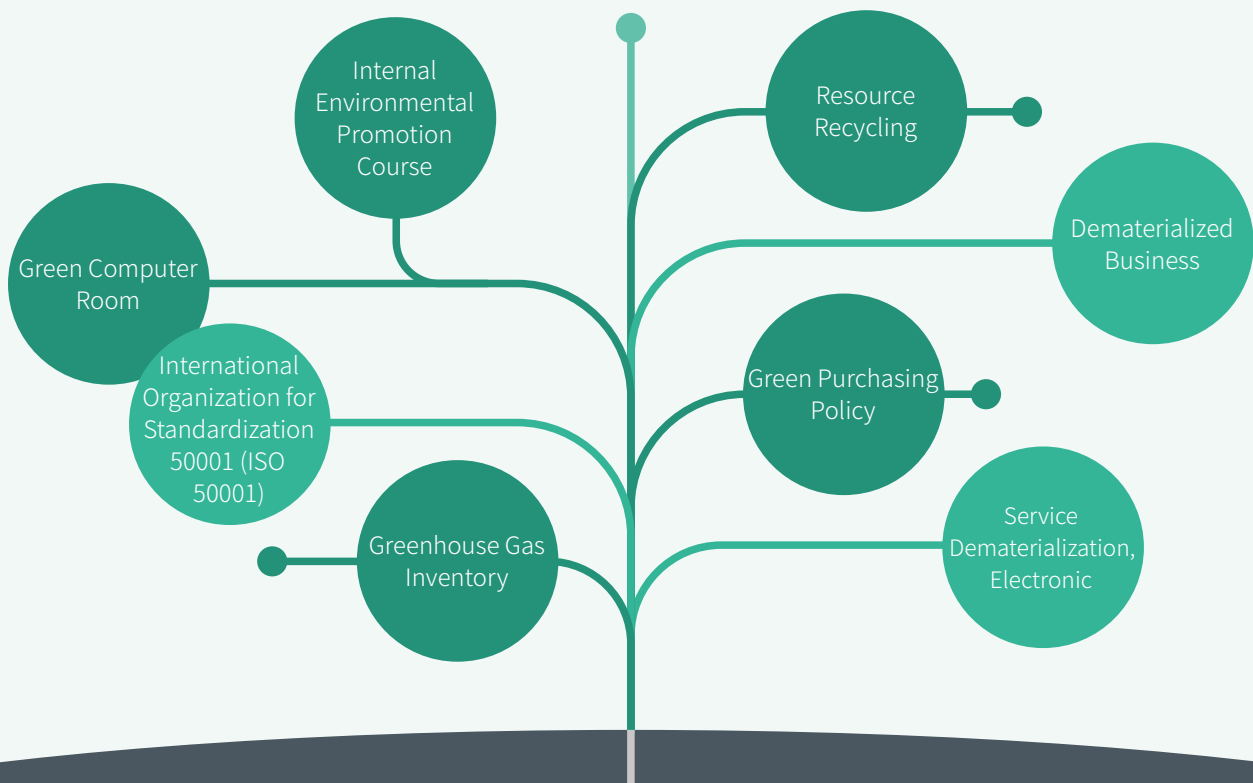 Internal
Environmental
Promotion
Course
Resource
Recycling
Dematerialized
Business
Green Computer
Room
International
Organization for
Standardization
50001 (ISO
50001)
Green Purchasing
Policy
Greenhouse Gas
Inventory
Service
Dematerialization,
Electronic